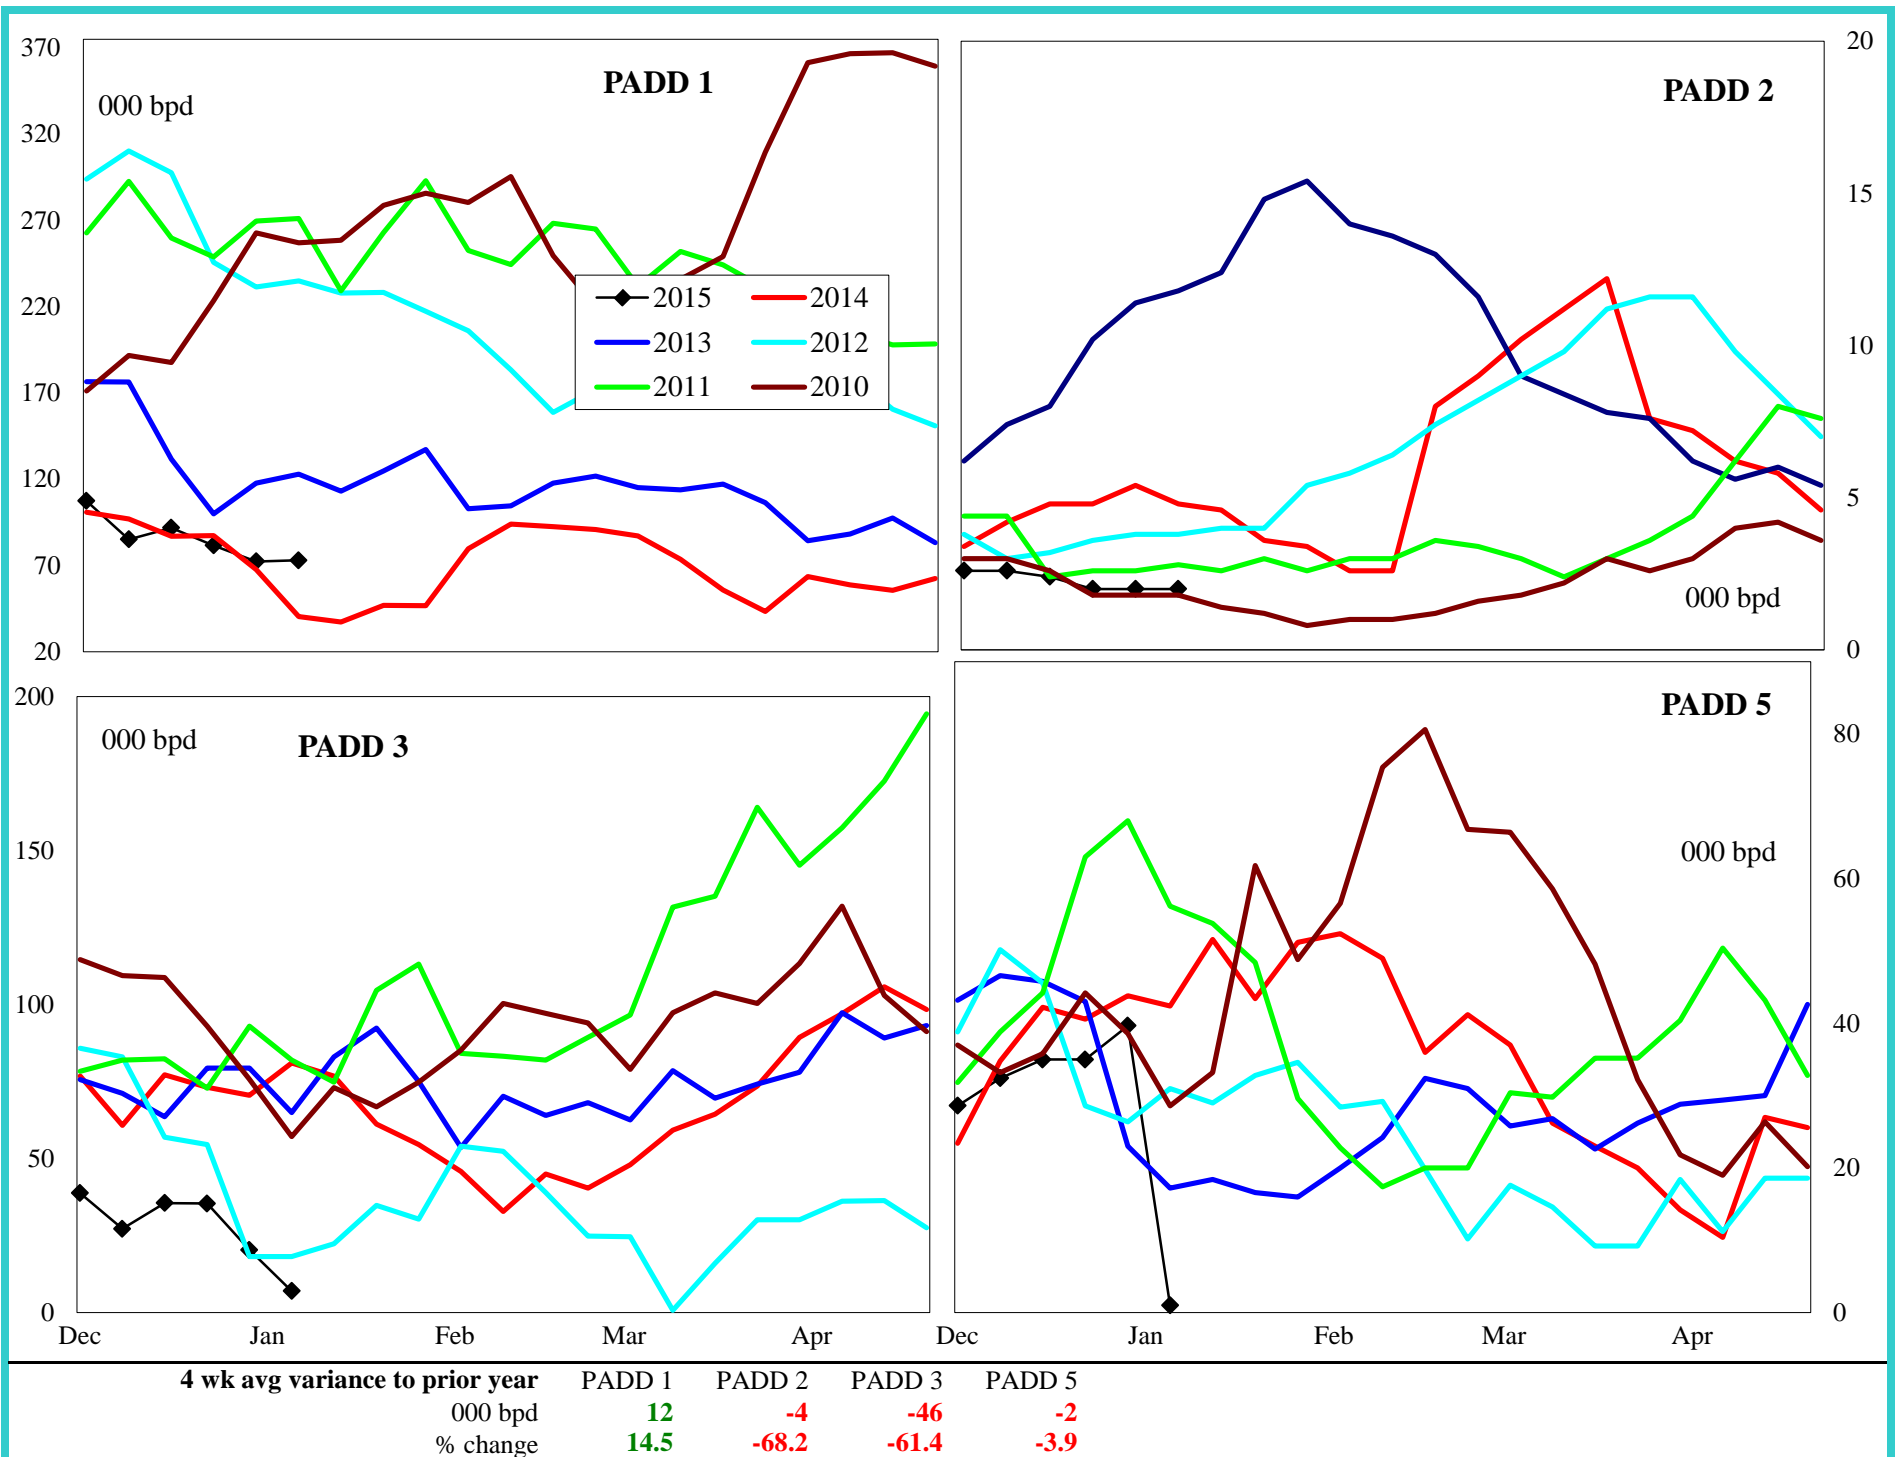 370
320
270
220
170
120
70
20
000 bpd
PADD 1
2015 2014
2013 2012
2011 2010
PADD 2
000 bpd
20
15
10
5
0
200
150
100
50
0
000 bpd
PADD 3
Dec Jan Feb Mar Apr
PADD 5
000 bpd
80
60
40
20
0
Dec Jan Feb Mar Apr
4 wk avg variance to prior year PADD 1 PADD 2 PADD 3 PADD 5
000 bpd 12 -4 -46 -2
% change 14.5 -68.2 -61.4 -3.9